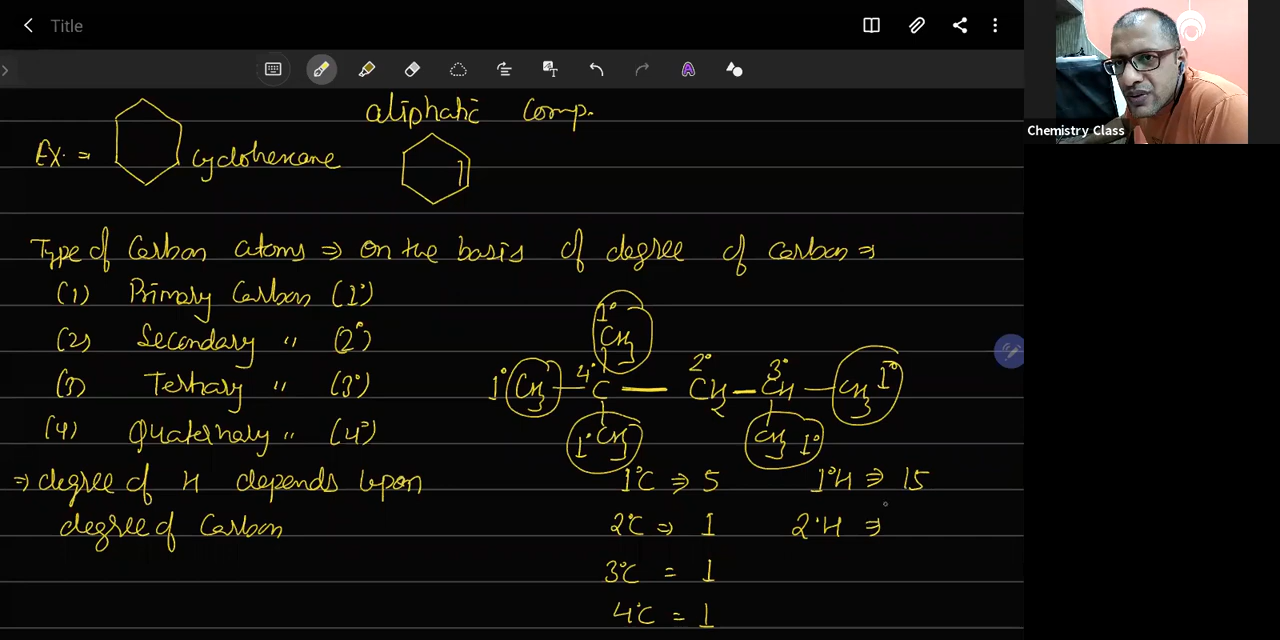 Title
Chemistry Class
aliphatic comp.
Ex. = cyclohexane
Type of Carbon atoms ⇒ on the basis of degree of carbon ⇒
(1) Primary Carbon (1°)
(2) Secondary " (2°)
(3) Tertiary " (3°)
(4) Quaternary " (4°)
⇒ degree of H depends upon
degree of Carbon
1°
CH3
1° CH3 — 4° C — 2° CH2 — 3° CH — CH3 1°
1° CH3 CH3 1°
1°C ⇒ 5 1°H ⇒ 15
2°C ⇒ 1 2°H ⇒
3°C = 1
4°C = 1